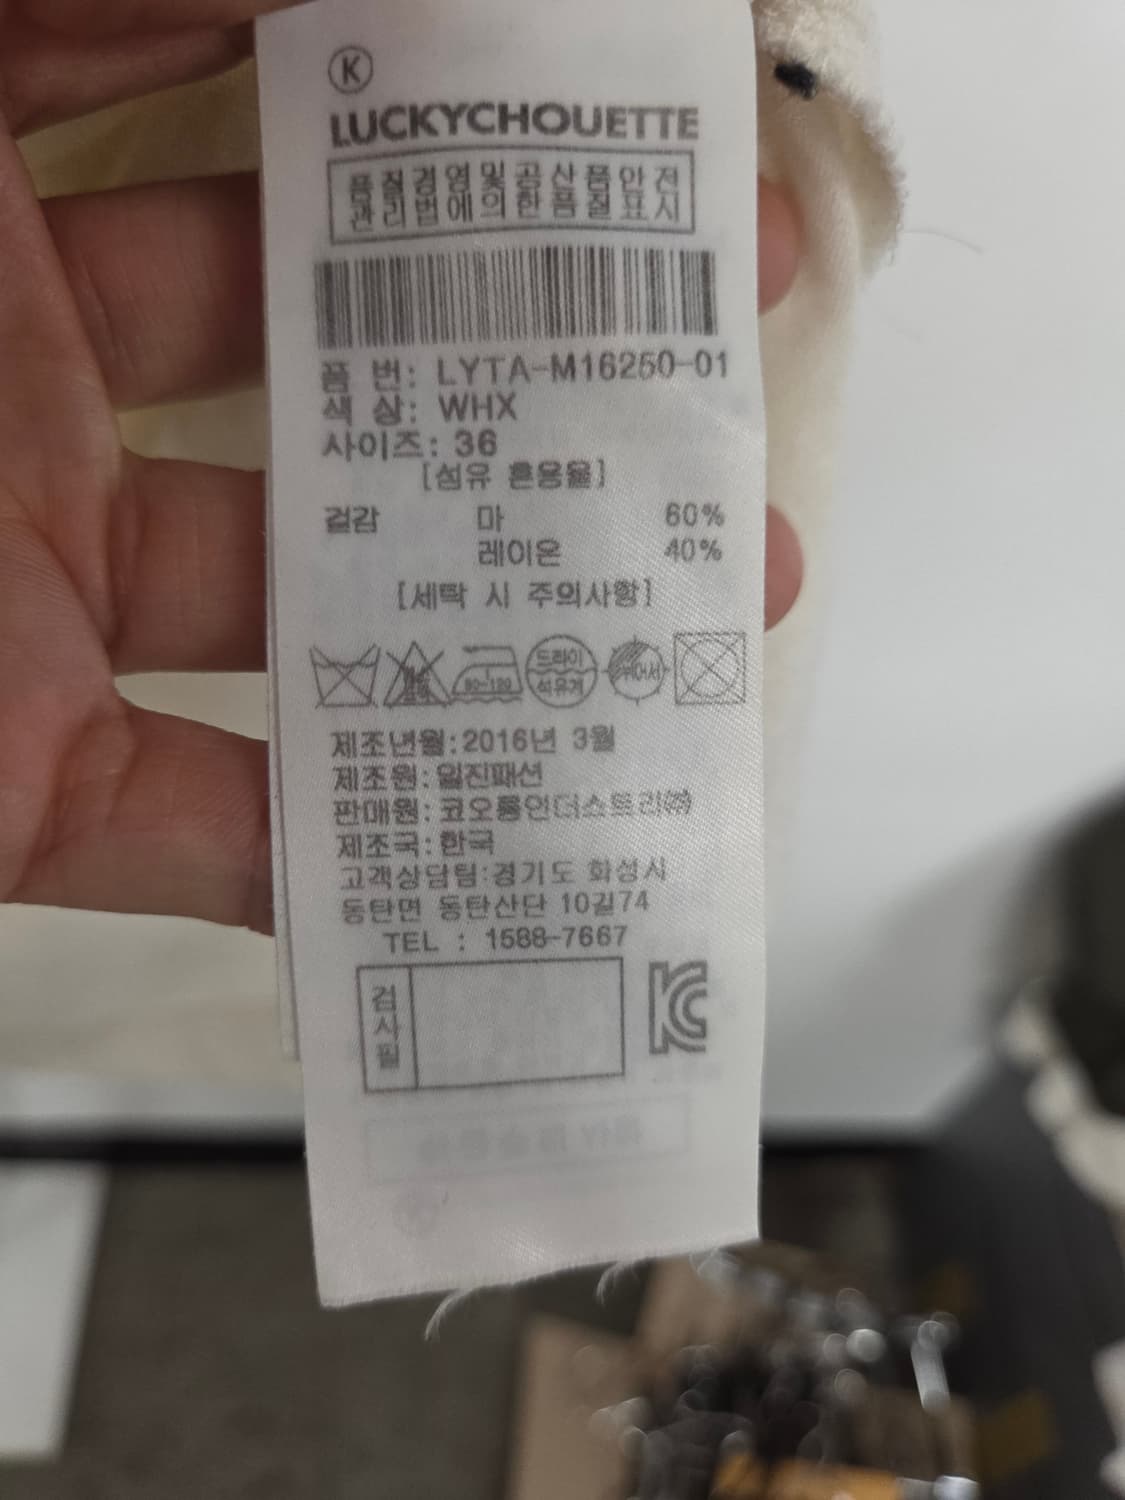 K
LUCKYCHOUETTE
품질경영및공산품안전
관리법에의한품질표시
품 번: LYTA-M16250-01
색 상: WHX
사이즈: 36
[섬유 혼용율]
겉감 마 60%
레이온 40%
[세탁 시 주의사항]
80~120
드라이
석유계
뉘어서
제조년월:2016년 3월
제조원:일진패션
판매원:코오롱인더스트리㈜
제조국:한국
고객상담팀:경기도 화성시
동탄면 동탄산단 10길74
TEL : 1588-7667
검사필